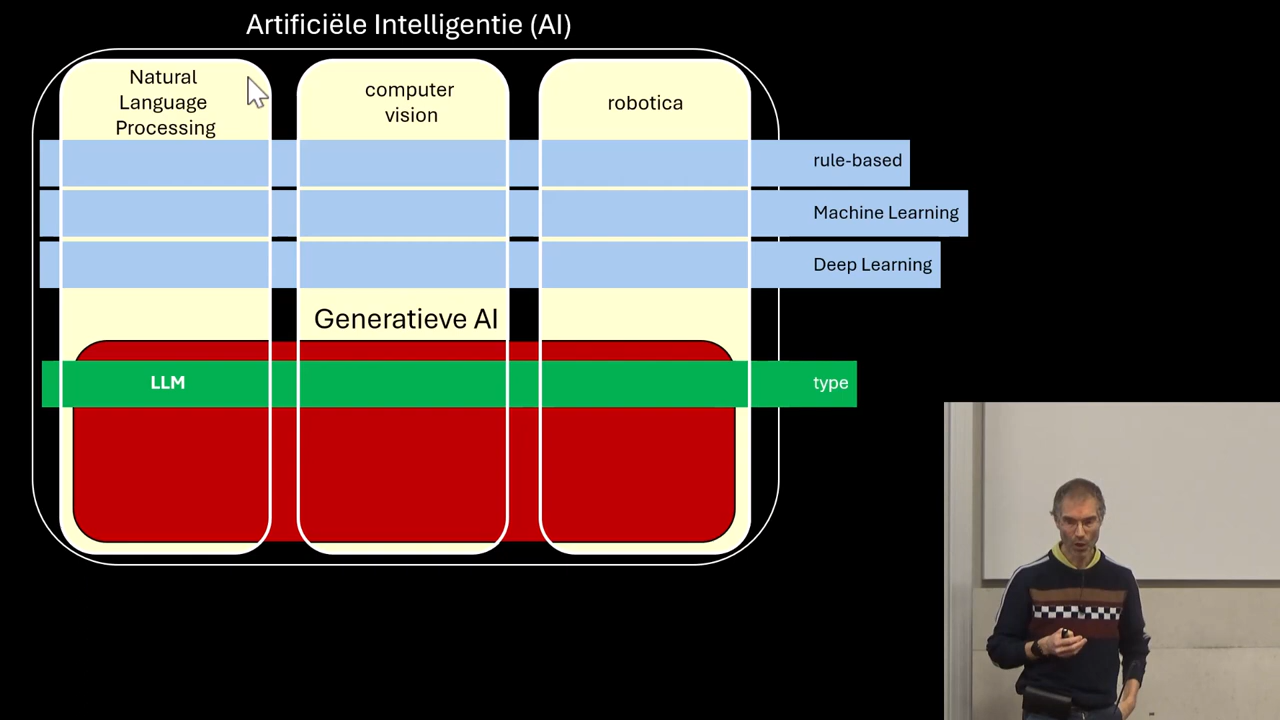 Artificiële Intelligentie (AI)
Natural
Language
Processing
computer
vision
robotica
rule-based
Machine Learning
Deep Learning
Generatieve AI
LLM
type